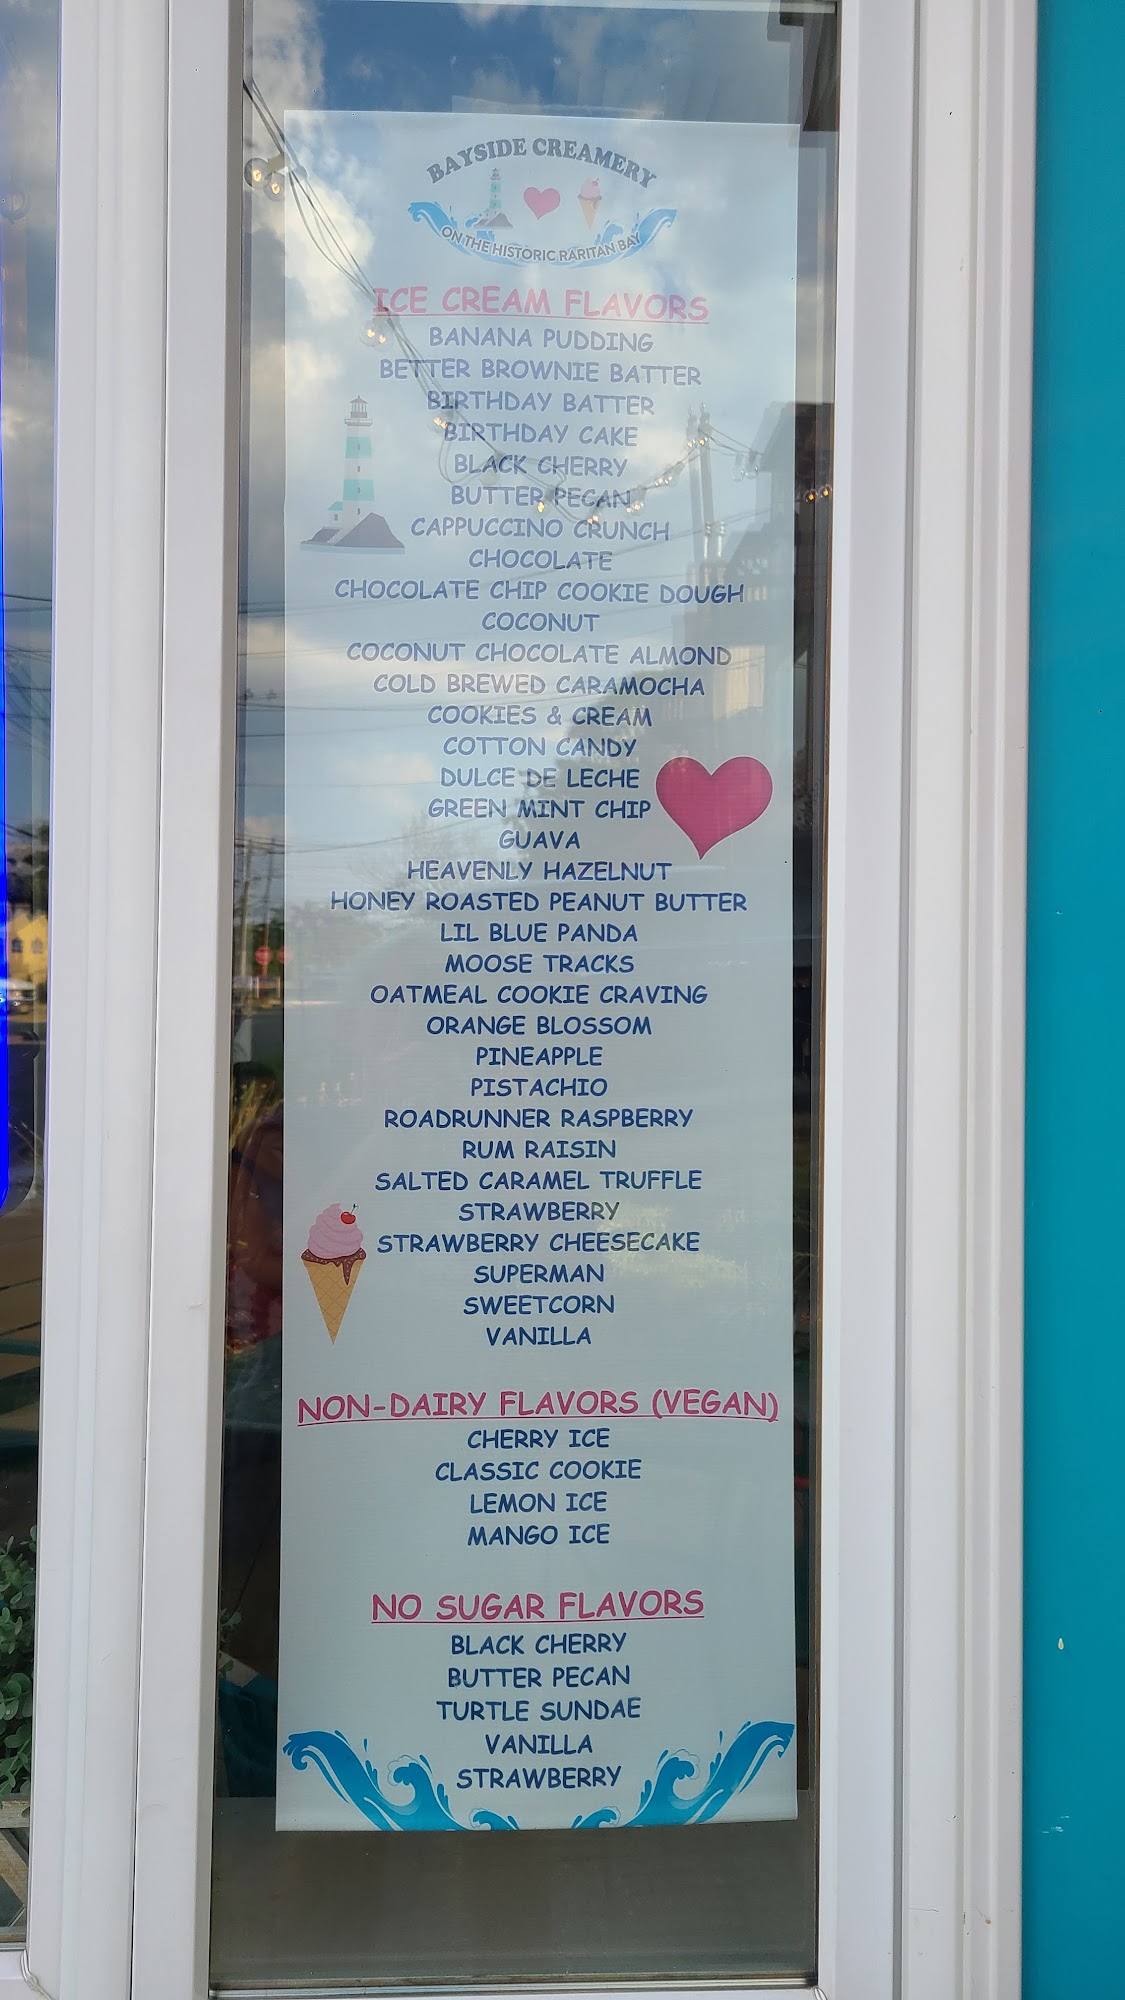 BAYSIDE CREAMERY
ON THE HISTORIC RARITAN BAY
ICE CREAM FLAVORS
BANANA PUDDING
BETTER BROWNIE BATTER
BIRTHDAY BATTER
BIRTHDAY CAKE
BLACK CHERRY
BUTTER PECAN
CAPPUCCINO CRUNCH
CHOCOLATE
CHOCOLATE CHIP COOKIE DOUGH
COCONUT
COCONUT CHOCOLATE ALMOND
COLD BREWED CARAMOCHA
COOKIES & CREAM
COTTON CANDY
DULCE DE LECHE
GREEN MINT CHIP
GUAVA
HEAVENLY HAZELNUT
HONEY ROASTED PEANUT BUTTER
LIL BLUE PANDA
MOOSE TRACKS
OATMEAL COOKIE CRAVING
ORANGE BLOSSOM
PINEAPPLE
PISTACHIO
ROADRUNNER RASPBERRY
RUM RAISIN
SALTED CARAMEL TRUFFLE
STRAWBERRY
STRAWBERRY CHEESECAKE
SUPERMAN
SWEETCORN
VANILLA
NON-DAIRY FLAVORS (VEGAN)
CHERRY ICE
CLASSIC COOKIE
LEMON ICE
MANGO ICE
NO SUGAR FLAVORS
BLACK CHERRY
BUTTER PECAN
TURTLE SUNDAE
VANILLA
STRAWBERRY